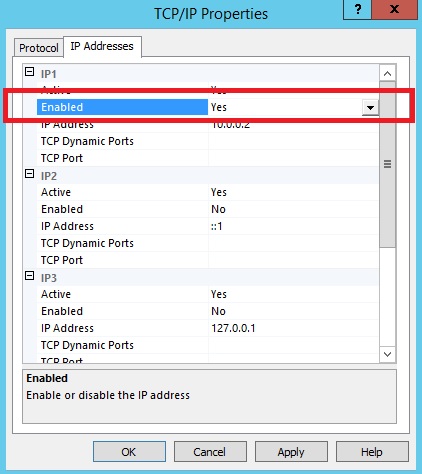 TCP/IP Properties
? X
Protocol IP Addresses
IP1
Active Yes
Enabled Yes
IP Address 10.0.0.2
TCP Dynamic Ports
TCP Port
IP2
Active Yes
Enabled No
IP Address ::1
TCP Dynamic Ports
TCP Port
IP3
Active Yes
Enabled No
IP Address 127.0.0.1
TCP Dynamic Ports
TCP Port
Enabled
Enable or disable the IP address
OK Cancel Apply Help